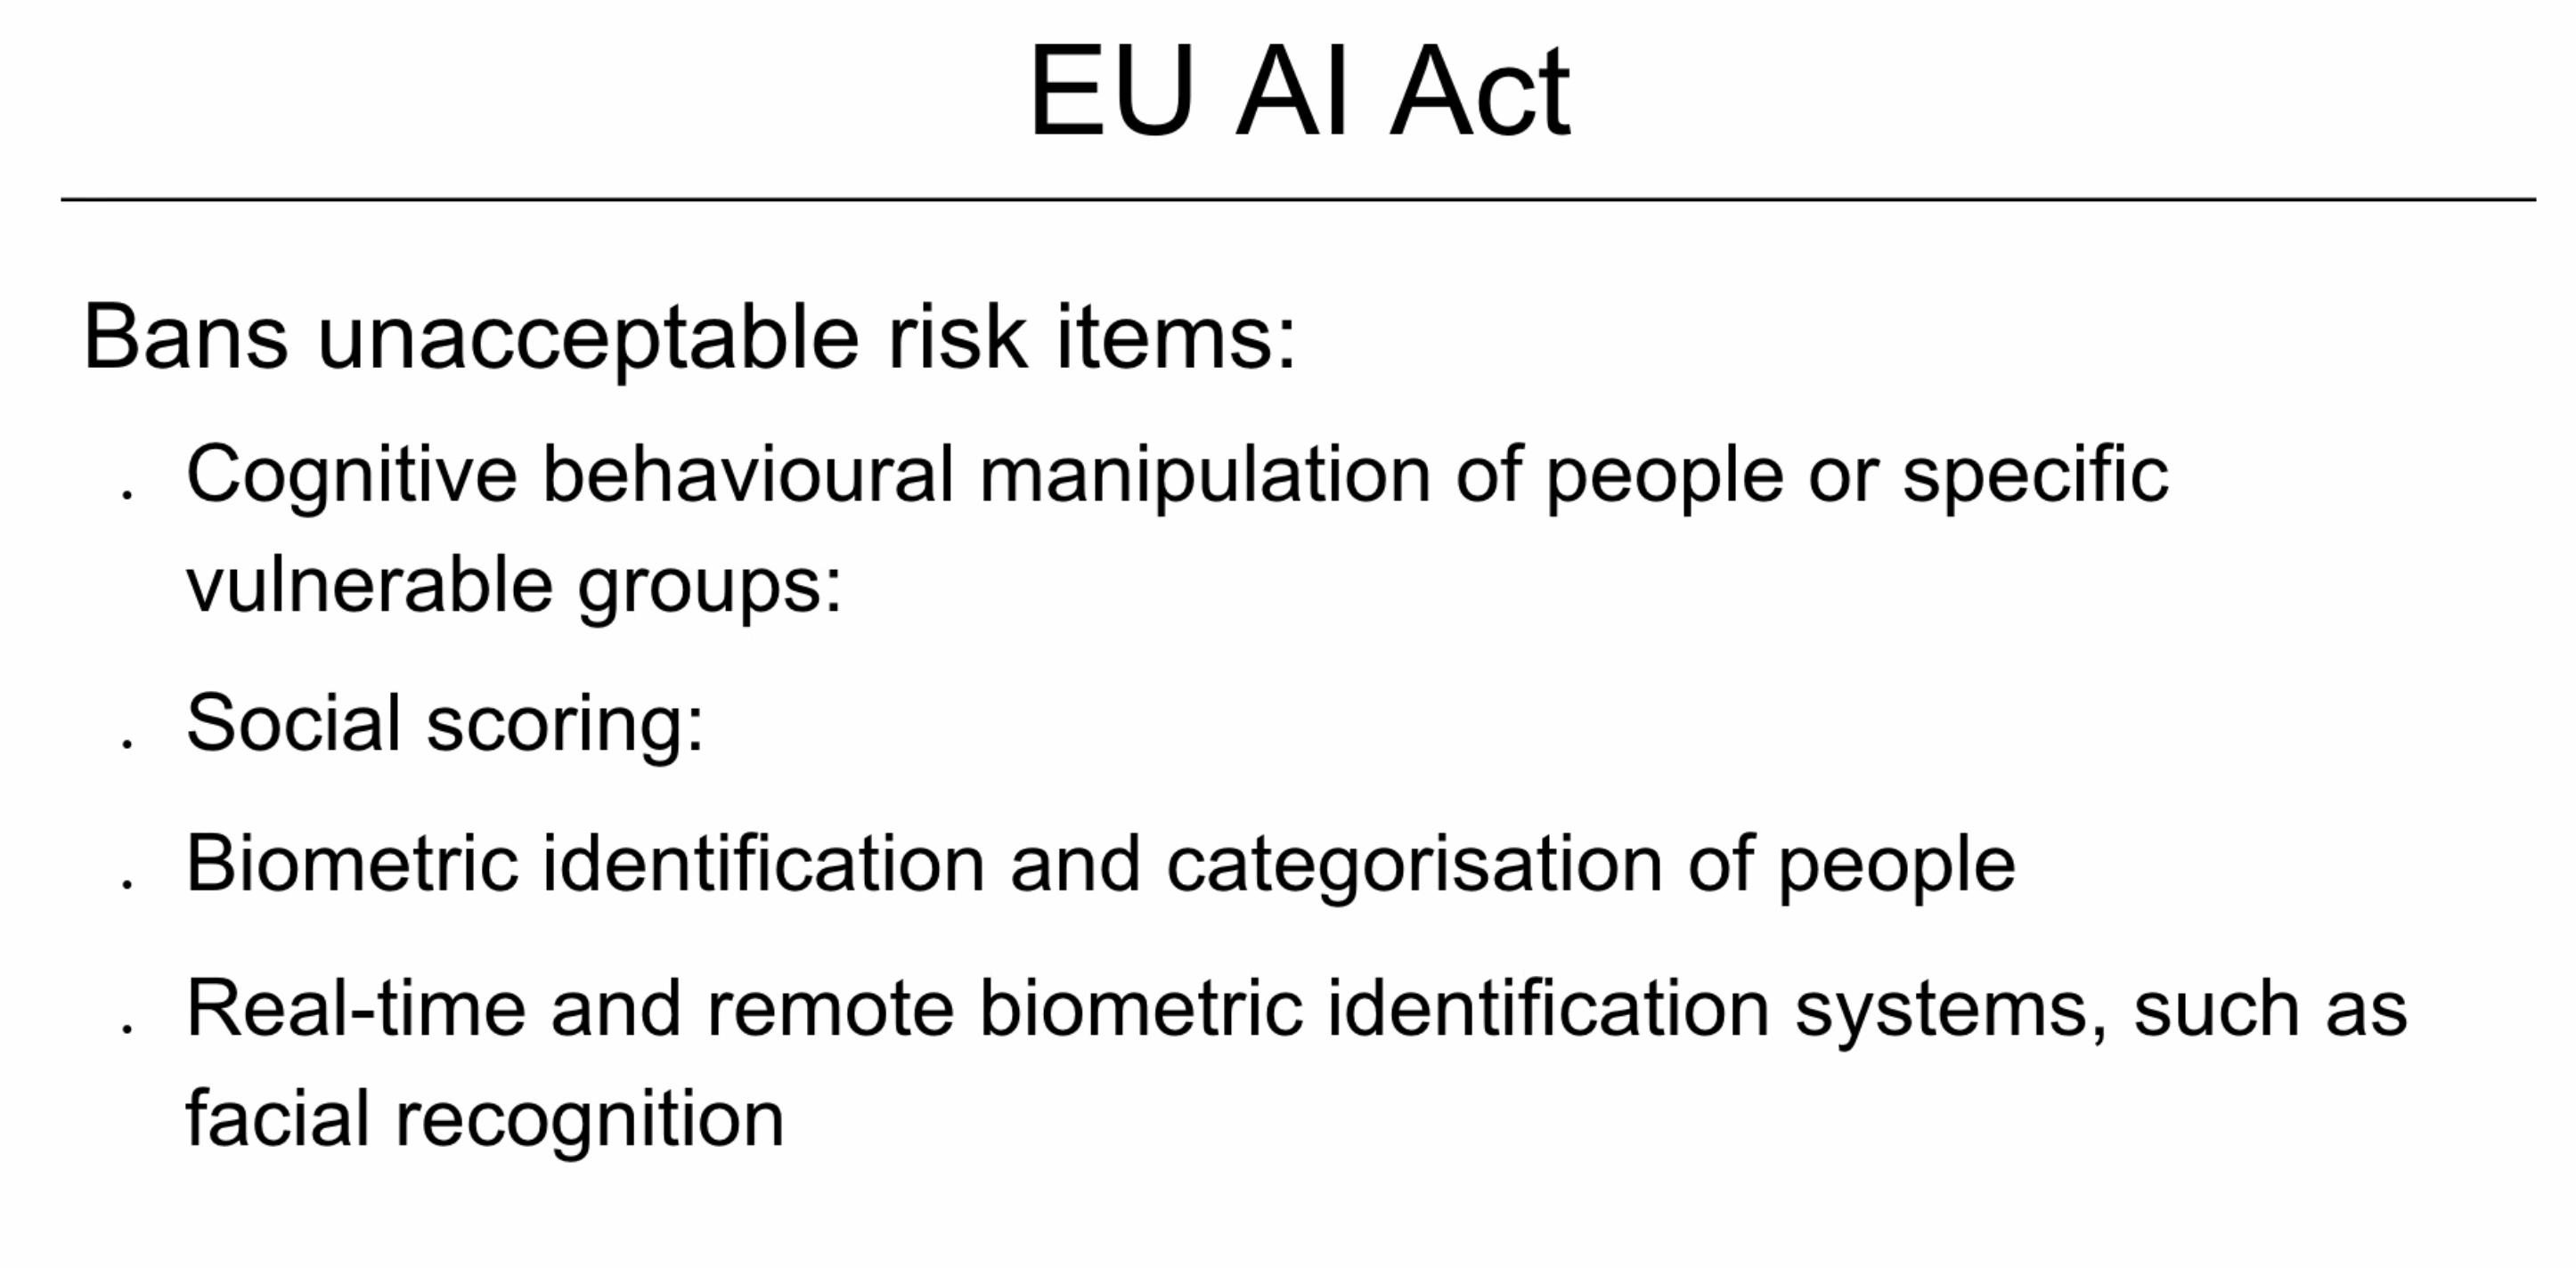 EU AI Act
Bans unacceptable risk items:
. Cognitive behavioural manipulation of people or specific
vulnerable groups:
. Social scoring:
. Biometric identification and categorisation of people
. Real-time and remote biometric identification systems, such as
facial recognition